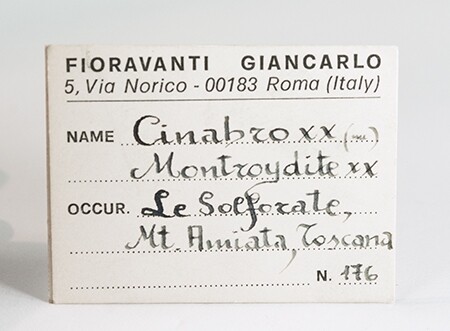 FIORAVANTI GIANCARLO
5, Via Norico - 00183 Roma (Italy)
NAME Cinabro xx
Montroydite xx
OCCUR. Le Solforate,
Mt. Amiata, Toscana
N. 176